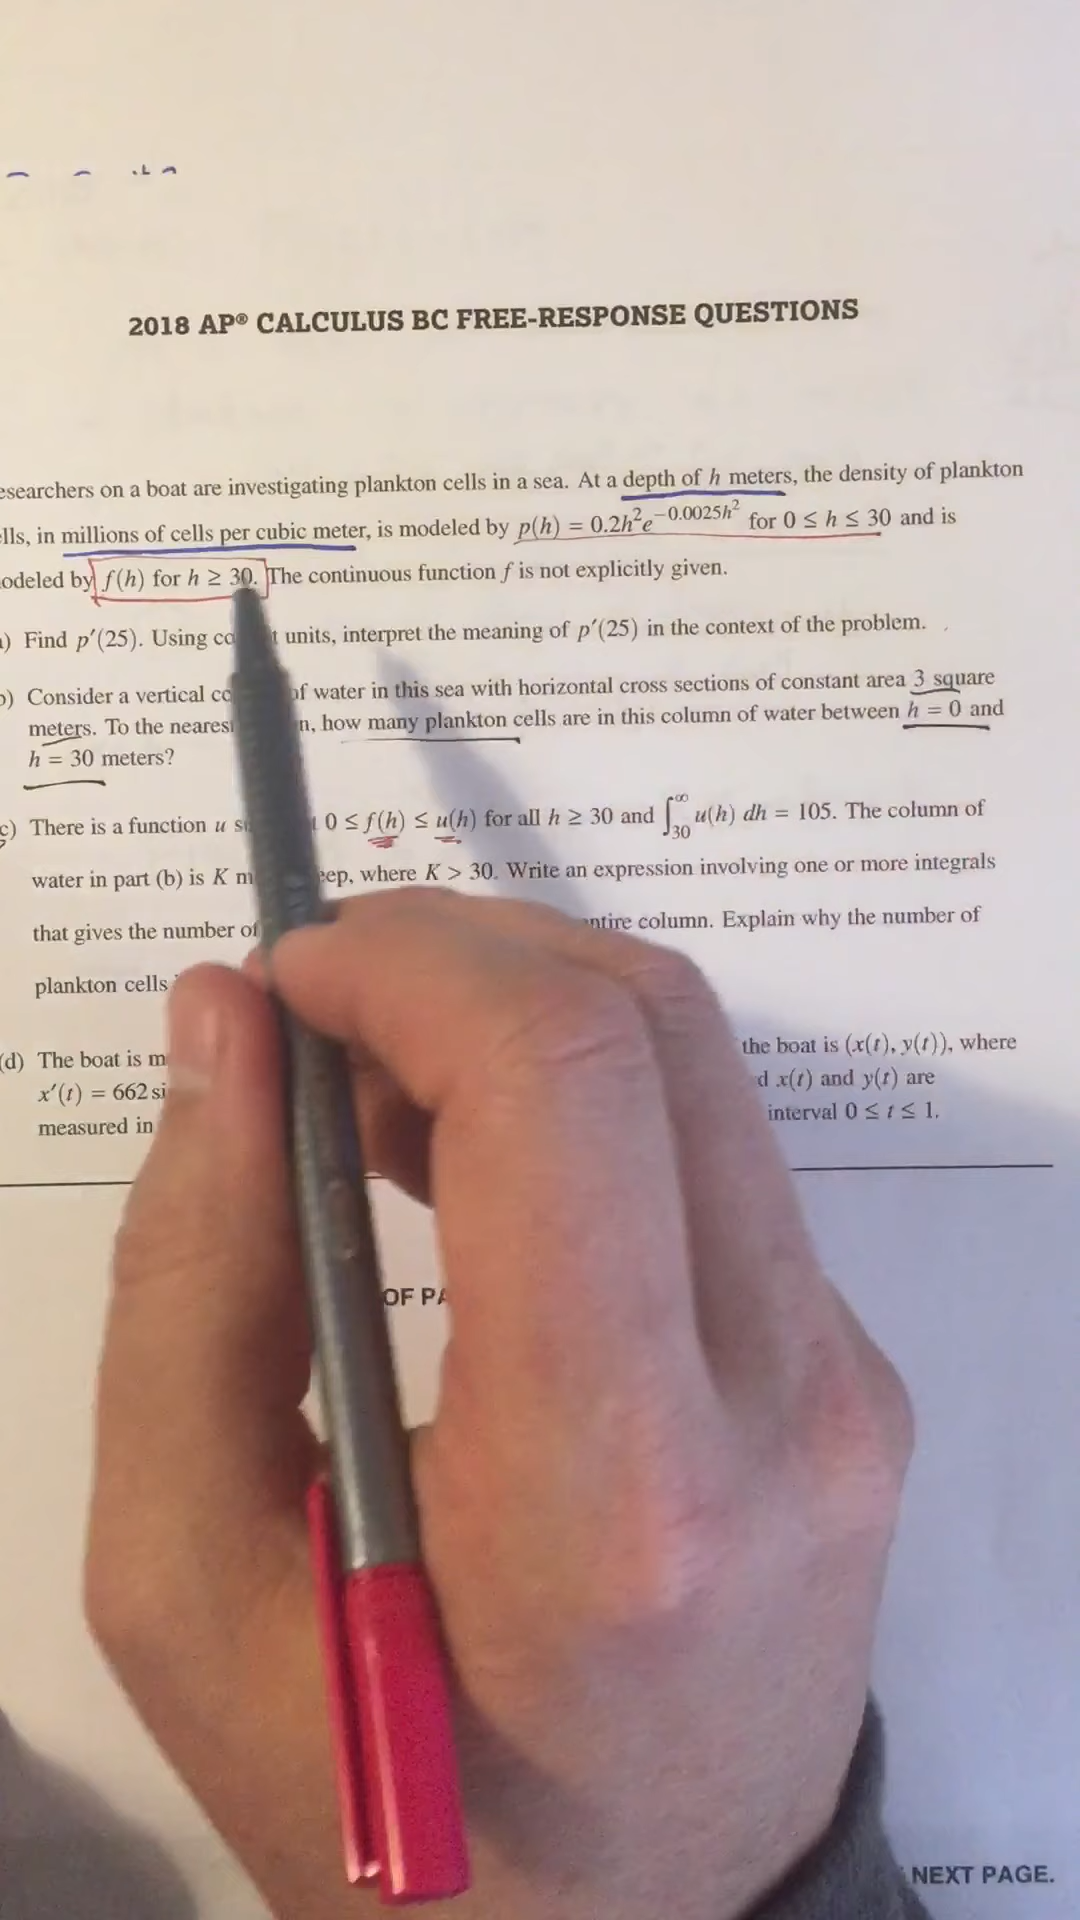 2018 AP® CALCULUS BC FREE-RESPONSE QUESTIONS
esearchers on a boat are investigating plankton cells in a sea. At a depth of h meters, the density of plankton
lls, in millions of cells per cubic meter, is modeled by p(h) = 0.2h²e^−0.0025h² for 0 ≤ h ≤ 30 and is
odeled by f(h) for h ≥ 30. The continuous function f is not explicitly given.
) Find p′(25). Using co t units, interpret the meaning of p′(25) in the context of the problem.
) Consider a vertical co of water in this sea with horizontal cross sections of constant area 3 square
meters. To the neares n, how many plankton cells are in this column of water between h = 0 and
h = 30 meters?
c) There is a function u s 0 ≤ f(h) ≤ u(h) for all h ≥ 30 and ∫₃₀^∞ u(h) dh = 105. The column of
water in part (b) is K m eep, where K > 30. Write an expression involving one or more integrals
that gives the number of entire column. Explain why the number of
plankton cells
(d) The boat is m the boat is (x(t), y(t)), where
x′(t) = 662 si d x(t) and y(t) are
measured in interval 0 ≤ t ≤ 1.
OF PA
NEXT PAGE.